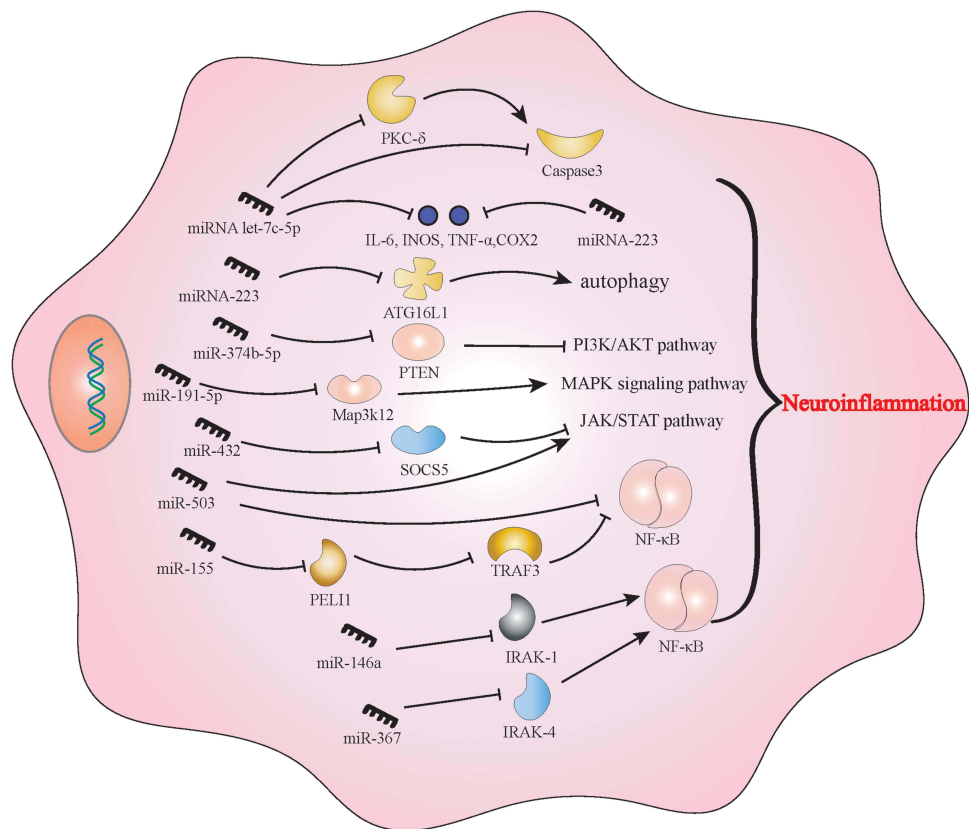 PKC-δ
Caspase3
miRNA let-7c-5p
IL-6, INOS, TNF-α,COX2
miRNA-223
miRNA-223
ATG16L1
autophagy
miR-374b-5p
PTEN
PI3K/AKT pathway
miR-191-5p
Map3k12
MAPK signaling pathway
Neuroinflammation
miR-432
SOCS5
JAK/STAT pathway
miR-503
NF-κB
miR-155
PELI1
TRAF3
miR-146a
IRAK-1
NF-κB
miR-367
IRAK-4